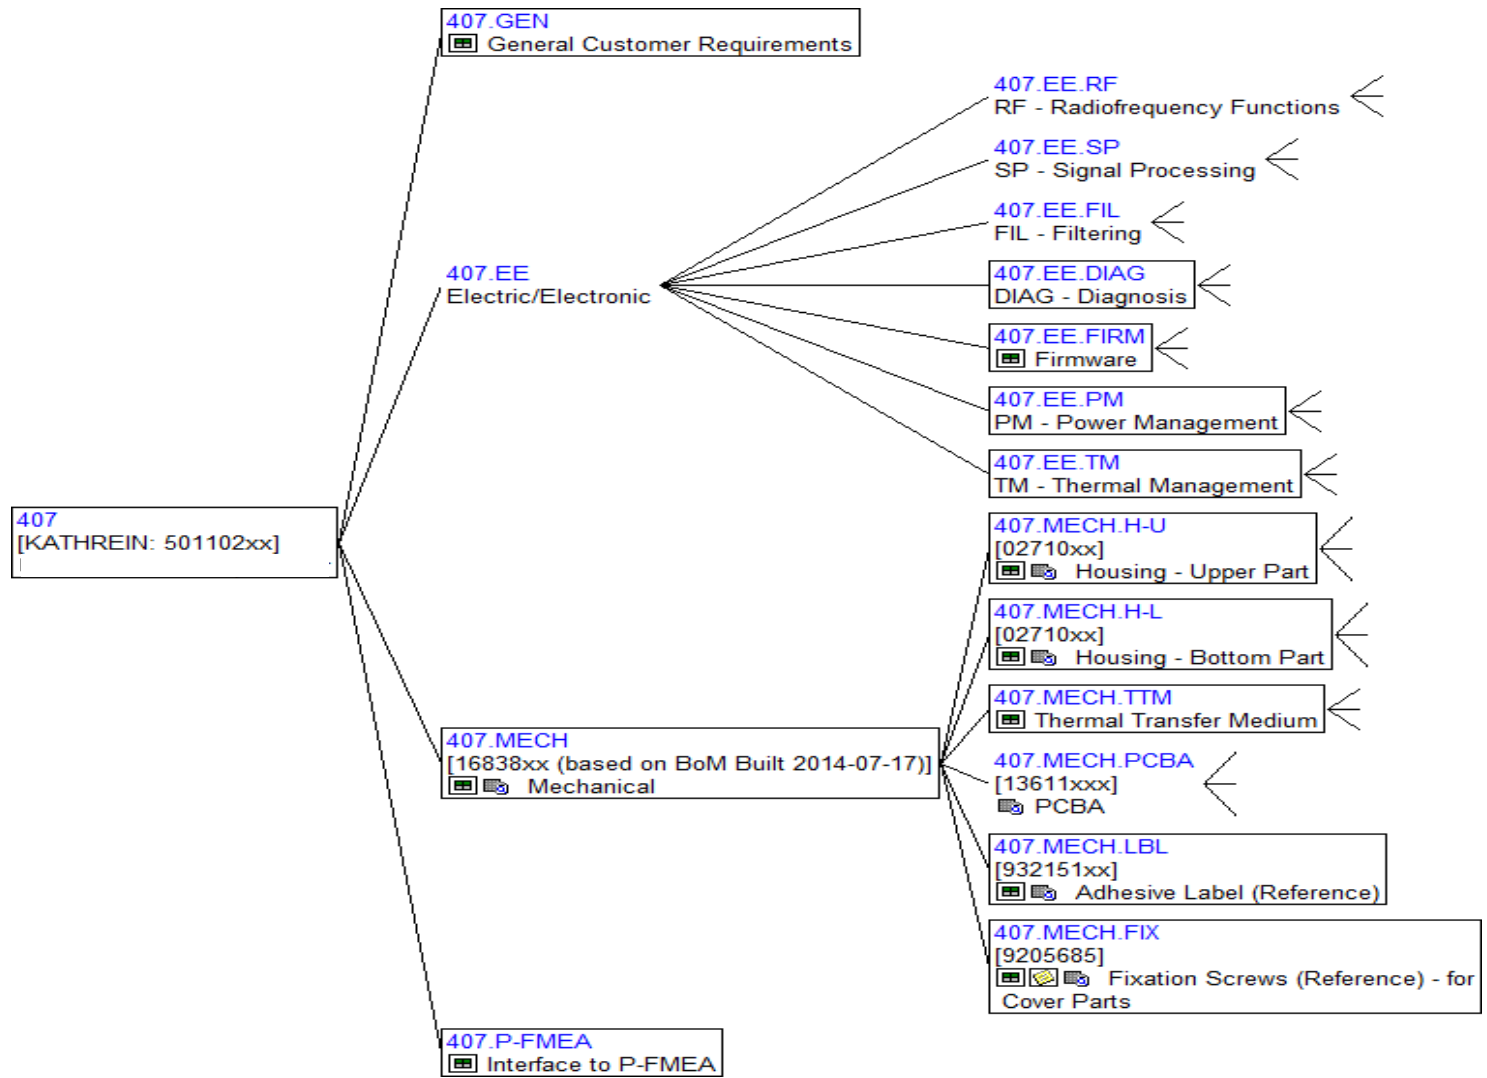 407.GEN
General Customer Requirements
407.EE.RF
RF - Radiofrequency Functions
407.EE.SP
SP - Signal Processing
407.EE.FIL
FIL - Filtering
407.EE
Electric/Electronic
407.EE.DIAG
DIAG - Diagnosis
407.EE.FIRM
Firmware
407.EE.PM
PM - Power Management
407.EE.TM
TM - Thermal Management
407
[KATHREIN: 501102xx]
407.MECH.H-U
[02710xx]
Housing - Upper Part
407.MECH.H-L
[02710xx]
Housing - Bottom Part
407.MECH.TTM
Thermal Transfer Medium
407.MECH
[16838xx (based on BoM Built 2014-07-17)]
Mechanical
407.MECH.PCBA
[13611xxx]
PCBA
407.MECH.LBL
[932151xx]
Adhesive Label (Reference)
407.MECH.FIX
[9205685]
Fixation Screws (Reference) - for
Cover Parts
407.P-FMEA
Interface to P-FMEA